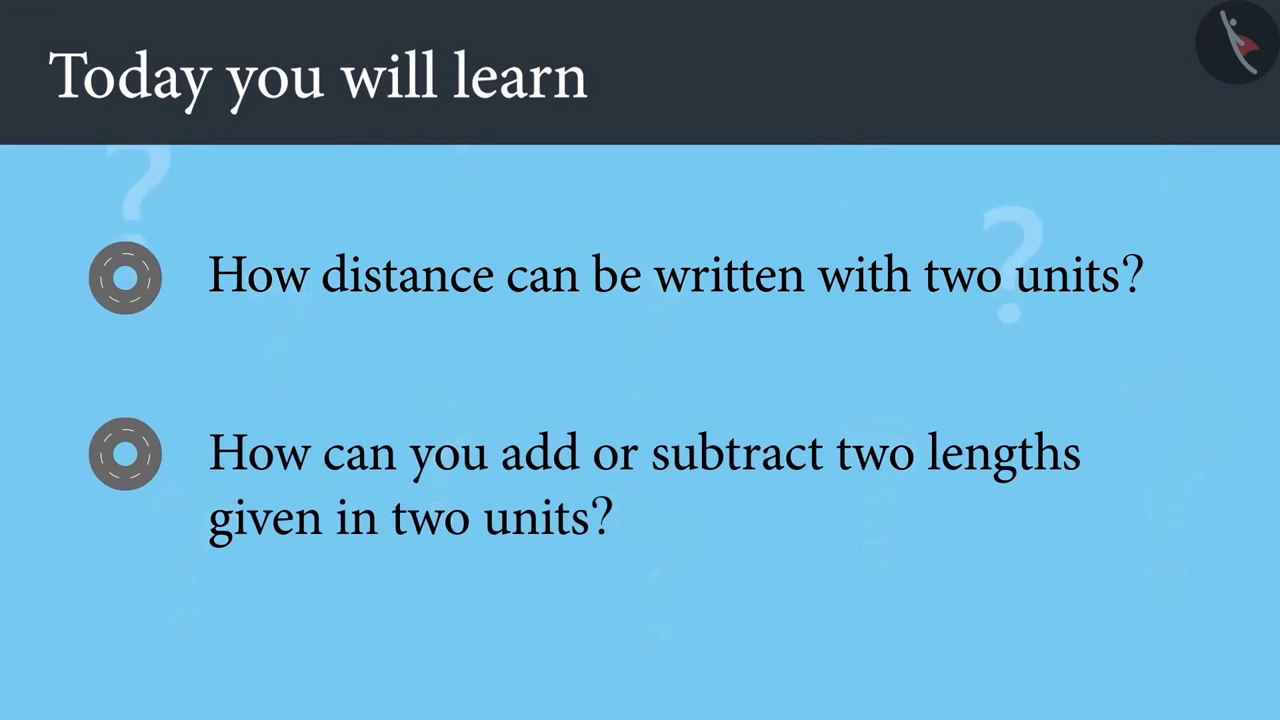 Today you will learn
How distance can be written with two units?
How can you add or subtract two lengths
given in two units?